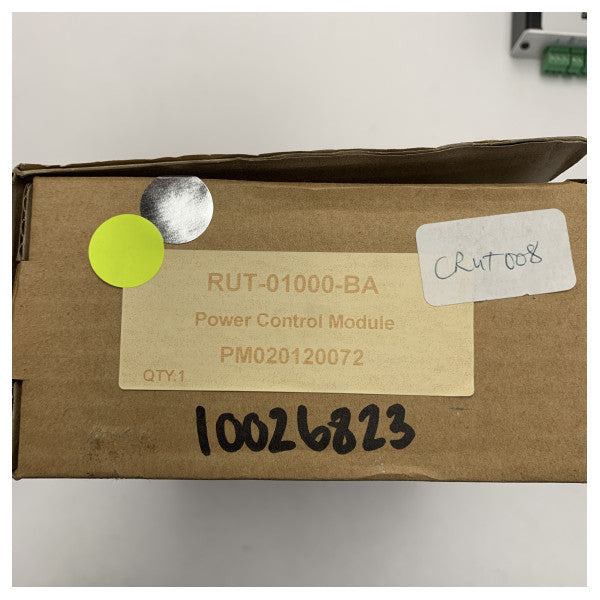 RUT-01000-BA
Power Control Module
PM020120072
QTY.1
CRUT008
10026823